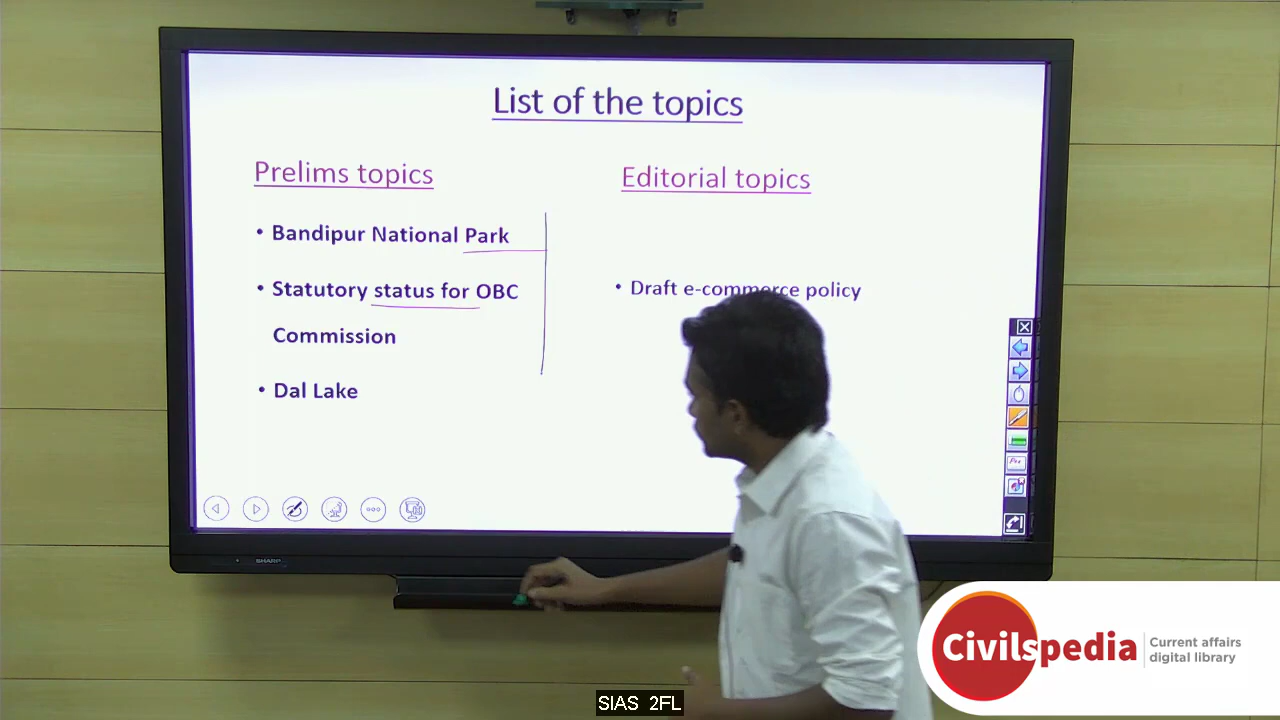 List of the topics
Prelims topics
• Bandipur National Park
• Statutory status for OBC
Commission
• Dal Lake
Editorial topics
• Draft e-commerce policy
SHARP
Civilspedia
Current affairs
digital library
SIAS 2FL